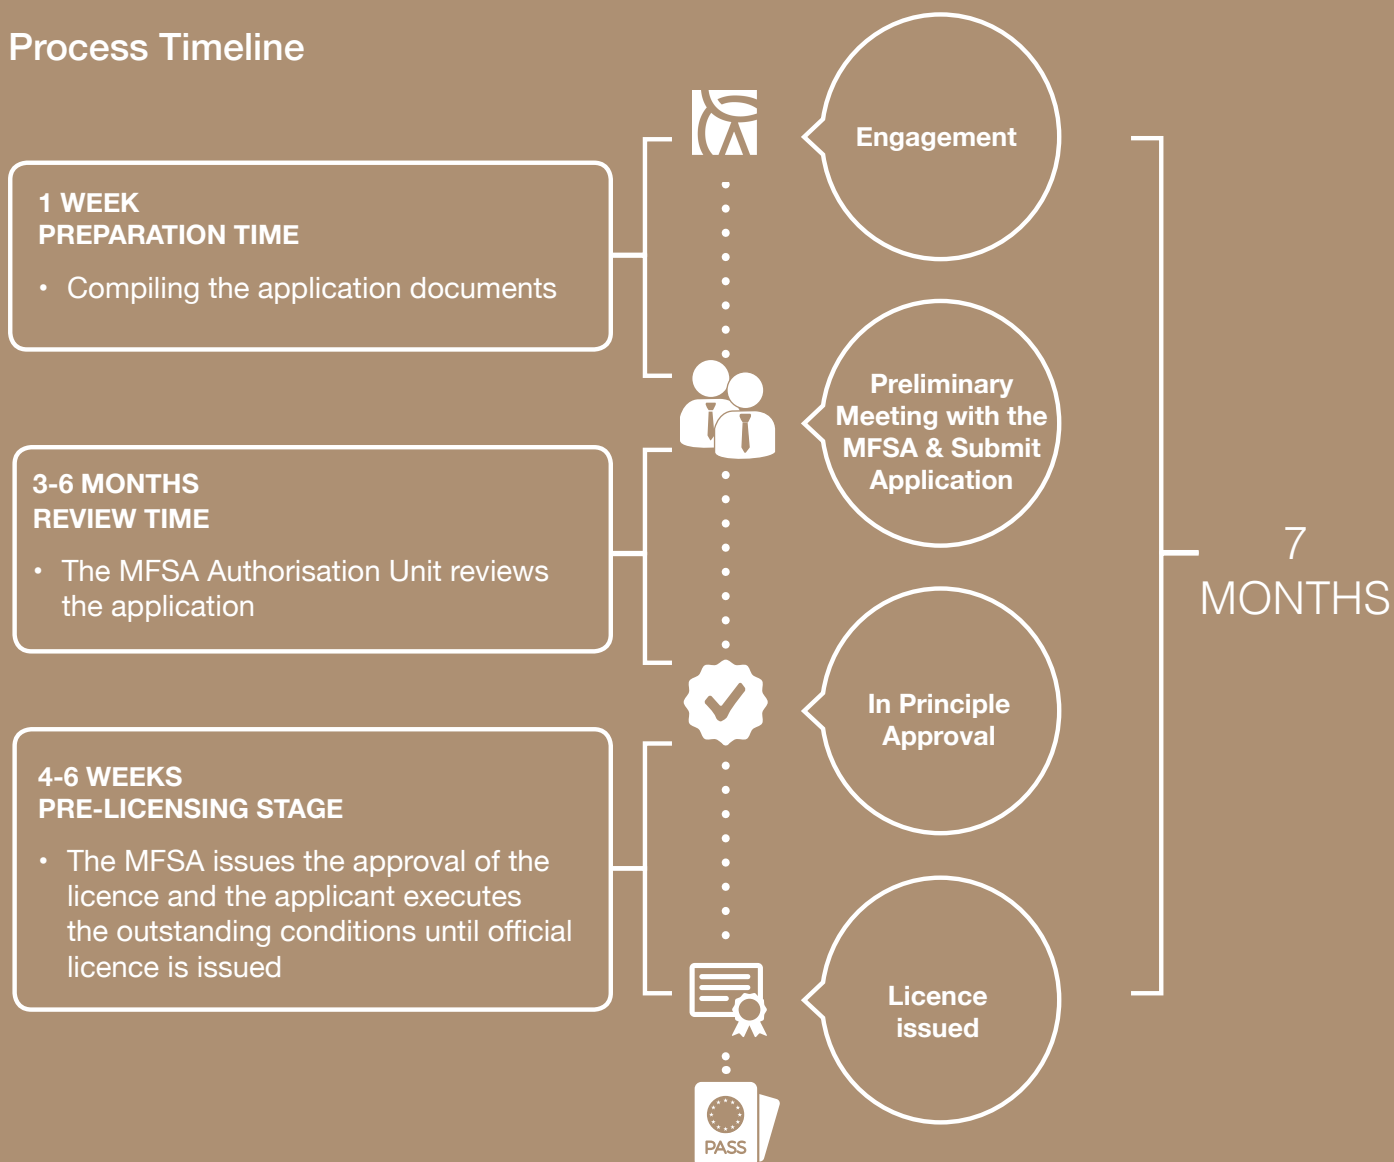 Process Timeline
Engagement
1 WEEK
PREPARATION TIME
• Compiling the application documents
Preliminary
Meeting with the
MFSA & Submit
Application
3-6 MONTHS
REVIEW TIME
• The MFSA Authorisation Unit reviews
the application
7
MONTHS
In Principle
Approval
4-6 WEEKS
PRE-LICENSING STAGE
• The MFSA issues the approval of the
licence and the applicant executes
the outstanding conditions until official
licence is issued
Licence
issued
PASS